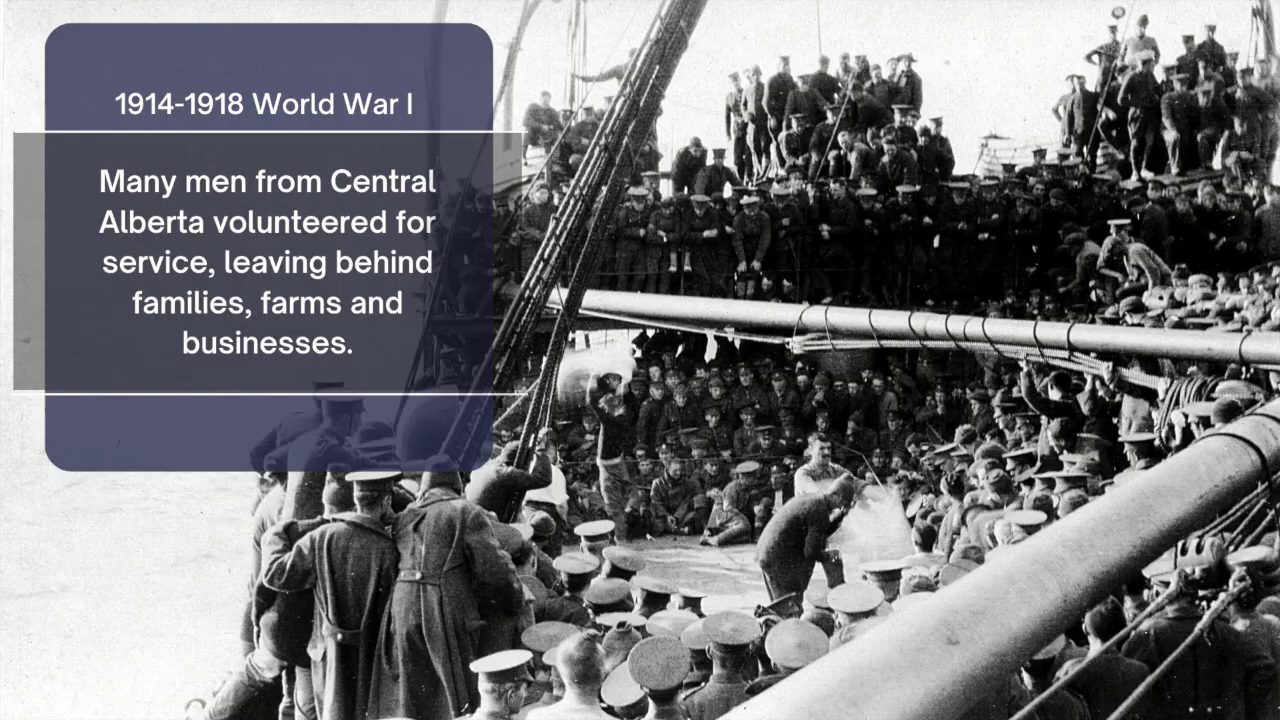 1914-1918 World War I
Many men from Central
Alberta volunteered for
service, leaving behind
families, farms and
businesses.